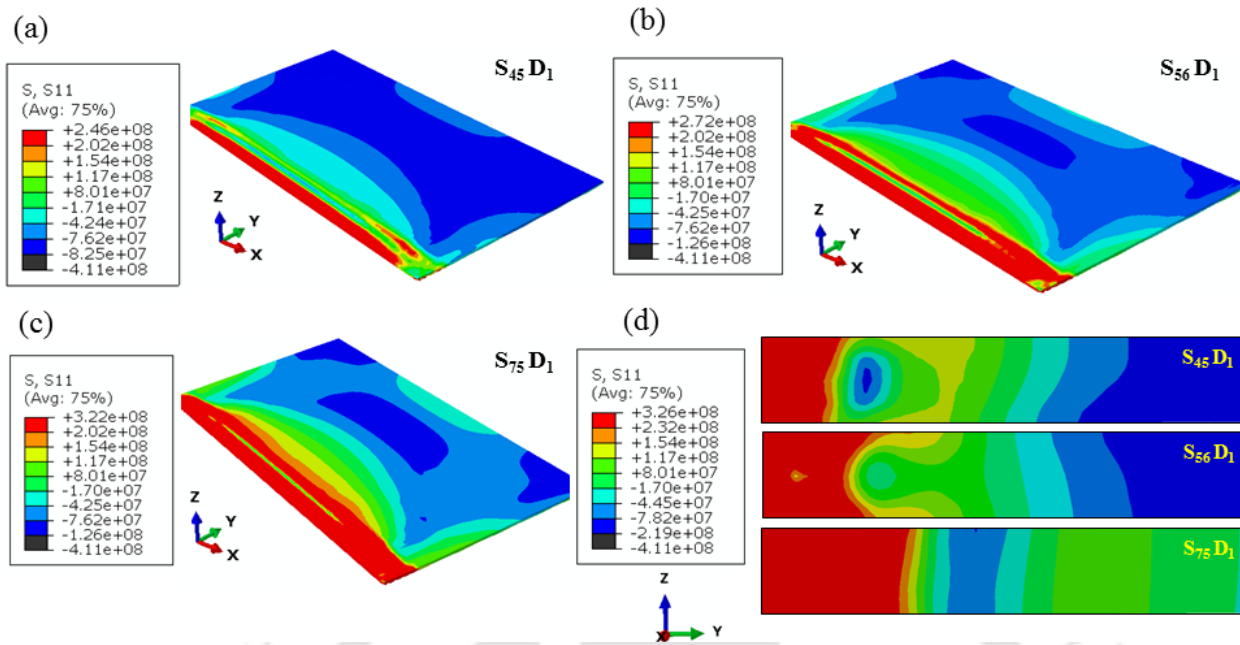 (a)
S, S11
(Avg: 75%)
+2.46e+08
+2.02e+08
+1.54e+08
+1.17e+08
+8.01e+07
-1.71e+07
-4.24e+07
-7.62e+07
-8.25e+07
-4.11e+08
Z
Y
X
S45 D1
(b)
S, S11
(Avg: 75%)
+2.72e+08
+2.02e+08
+1.54e+08
+1.17e+08
+8.01e+07
-1.70e+07
-4.25e+07
-7.62e+07
-1.26e+08
-4.11e+08
Z
Y
X
S56 D1
(c)
S, S11
(Avg: 75%)
+3.22e+08
+2.02e+08
+1.54e+08
+1.17e+08
+8.01e+07
-1.70e+07
-4.25e+07
-7.62e+07
-1.26e+08
-4.11e+08
Z
Y
X
S75 D1
(d)
S, S11
(Avg: 75%)
+3.26e+08
+2.32e+08
+1.54e+08
+1.17e+08
+8.01e+07
-1.70e+07
-4.45e+07
-7.82e+07
-2.19e+08
-4.11e+08
Z
X
Y
S45 D1
S56 D1
S75 D1